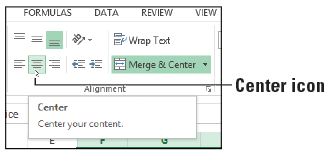 FORMULAS DATA REVIEW VIEW
Wrap Text
Merge & Center
Center icon
Alignment
Center
Center your content.
E F G